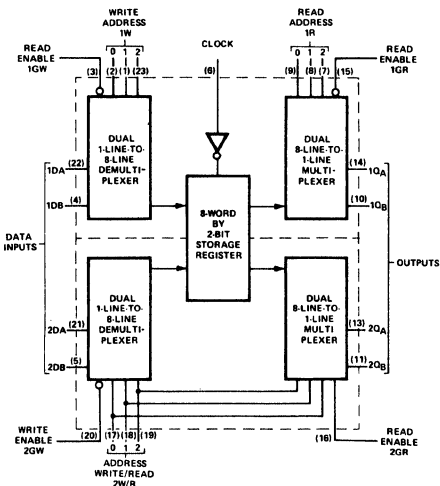 WRITE
ADDRESS
1W
READ
ADDRESS
1R
READ
ENABLE
1GW
0 1 2
CLOCK
0 1 2
READ
ENABLE
1GR
(3) (2) (1) (23)
(6)
(9) (8) (7) (15)
DUAL
1-LINE-TO-
8-LINE
DEMULTI-
PLEXER
DUAL
8-LINE-TO-
1-LINE
MULTI-
PLEXER
1DA (22)
1DB (4)
(14) 1QA
(10) 1QB
8-WORD
BY
2-BIT
STORAGE
REGISTER
DATA
INPUTS
OUTPUTS
DUAL
1-LINE-TO-
8-LINE
DEMULTI-
PLEXER
DUAL
8-LINE-TO-
1-LINE
MULTI
PLEXER
2DA (21)
2DB (5)
(13) 2QA
(11) 2QB
WRITE
ENABLE
2GW
(20) (17) (18) (19)
0 1 2
ADDRESS
WRITE/READ
2W/R
(16)
READ
ENABLE
2GR